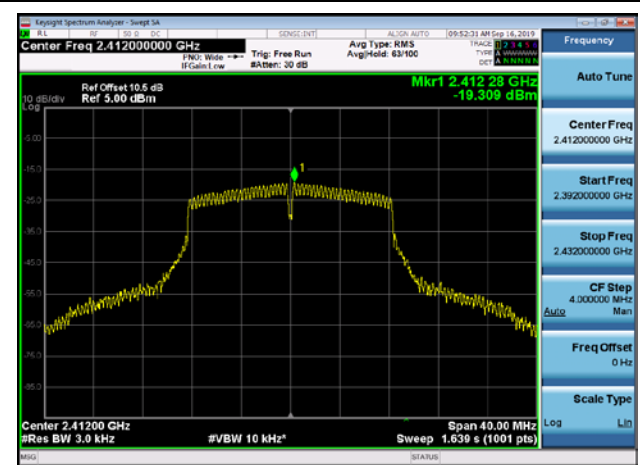 Keysight Spectrum Analyzer - Swept SA
RL RF 50 Ω DC SENSE:INT ALIGN AUTO 09:52:31 AM Sep 16, 2019
Center Freq 2.412000000 GHz
PNO: Wide
IFGain:Low
Trig: Free Run
#Atten: 30 dB
Avg Type: RMS
Avg|Hold: 63/100
TRACE 1 2 3 4 5 6
TYPE A WWWWW
DET A N N N N N
Ref Offset 10.5 dB
Ref 5.00 dBm
10 dB/div
Log
Mkr1 2.412 28 GHz
-19.309 dBm
1
-5.00
-15.0
-25.0
-35.0
-45.0
-55.0
-65.0
-75.0
-85.0
Center 2.41200 GHz
#Res BW 3.0 kHz
#VBW 10 kHz*
Span 40.00 MHz
Sweep 1.639 s (1001 pts)
MSG
STATUS
Frequency
Auto Tune
Center Freq
2.412000000 GHz
Start Freq
2.392000000 GHz
Stop Freq
2.432000000 GHz
CF Step
4.000000 MHz
Auto Man
Freq Offset
0 Hz
Scale Type
Log Lin